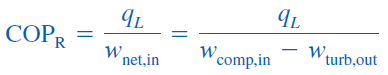 COP_R = q_L / w_net,in = q_L / (w_comp,in − w_turb,out)